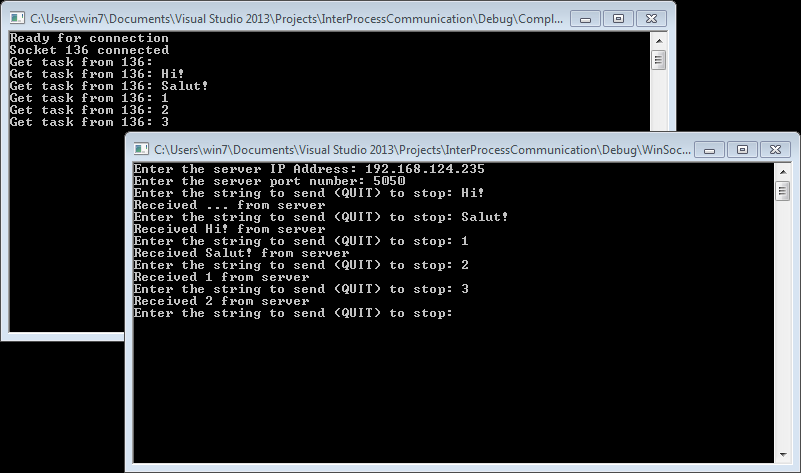 C:\Users\win7\Documents\Visual Studio 2013\Projects\InterProcessCommunication\Debug\Compl...
Ready for connection
Socket 136 connected
Get task from 136:
Get task from 136: Hi!
Get task from 136: Salut!
Get task from 136: 1
Get task from 136: 2
Get task from 136: 3
C:\Users\win7\Documents\Visual Studio 2013\Projects\InterProcessCommunication\Debug\WinSoc...
Enter the server IP Address: 192.168.124.235
Enter the server port number: 5050
Enter the string to send (QUIT) to stop: Hi!
Received ... from server
Enter the string to send (QUIT) to stop: Salut!
Received Hi! from server
Enter the string to send (QUIT) to stop: 1
Received Salut! from server
Enter the string to send (QUIT) to stop: 2
Received 1 from server
Enter the string to send (QUIT) to stop: 3
Received 2 from server
Enter the string to send (QUIT) to stop: